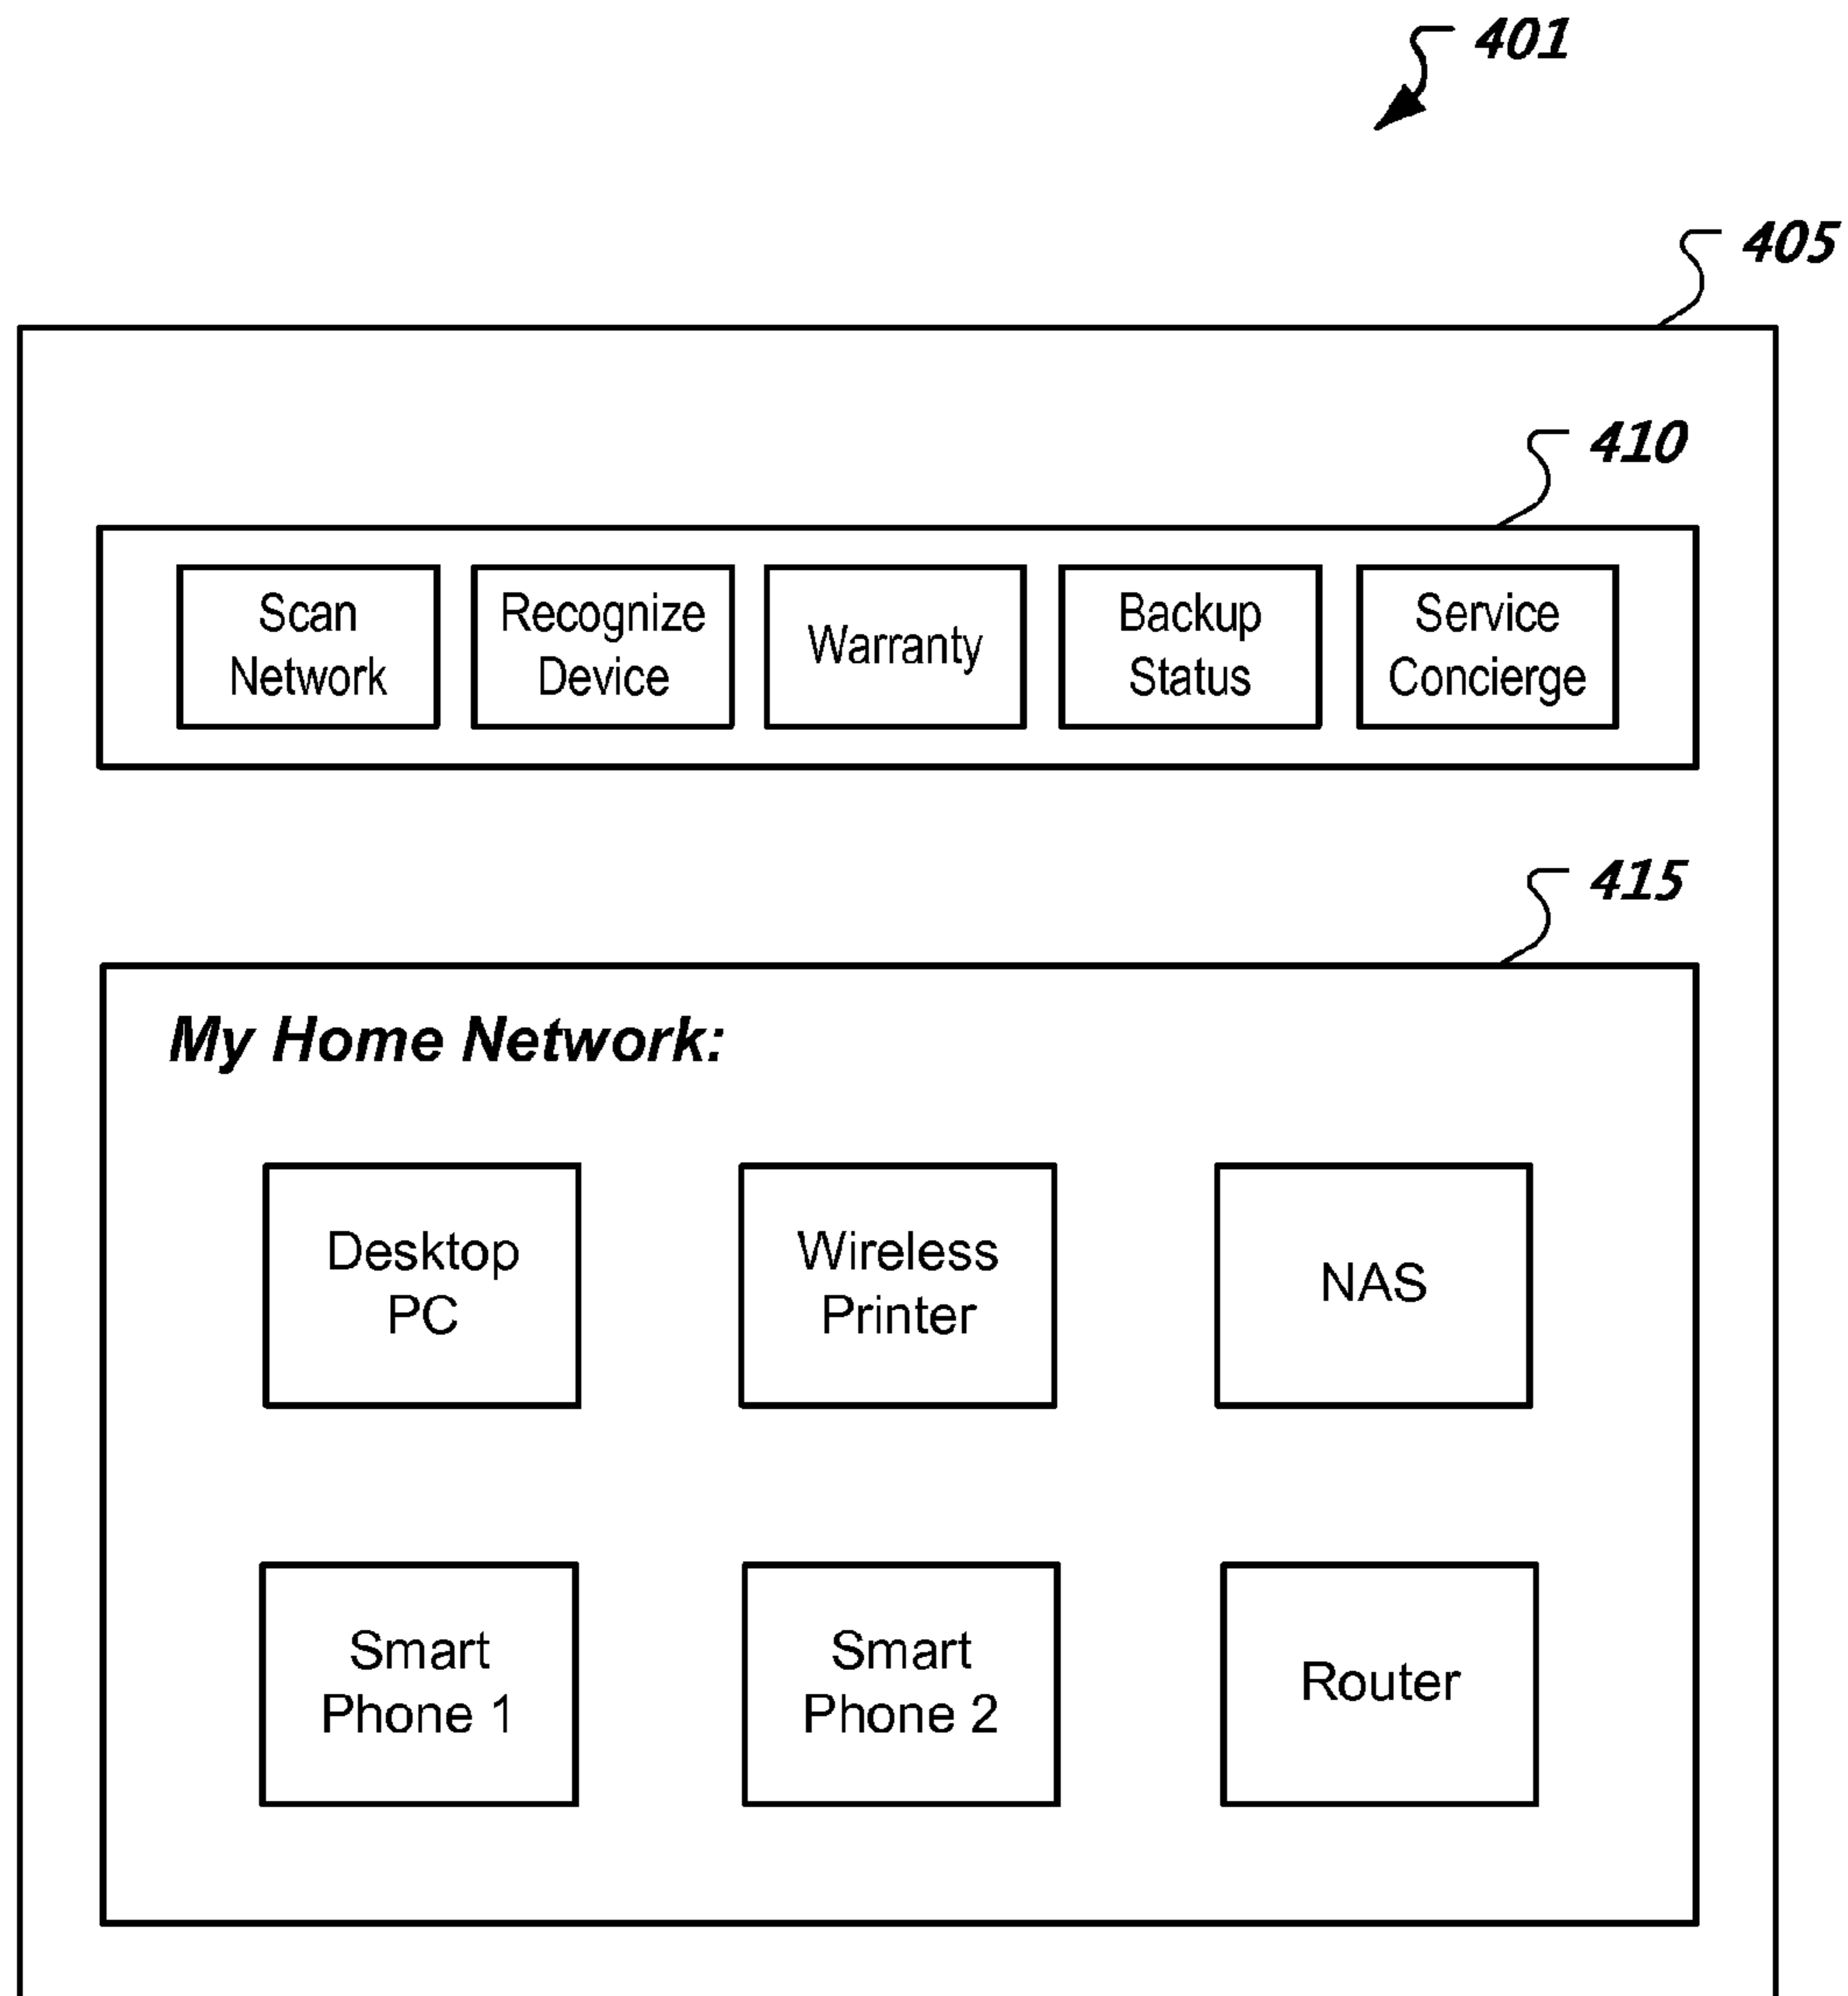 401
405
410
Scan
Network
Recognize
Device
Warranty
Backup
Status
Service
Concierge
415
My Home Network:
Desktop
PC
Wireless
Printer
NAS
Smart
Phone 1
Smart
Phone 2
Router